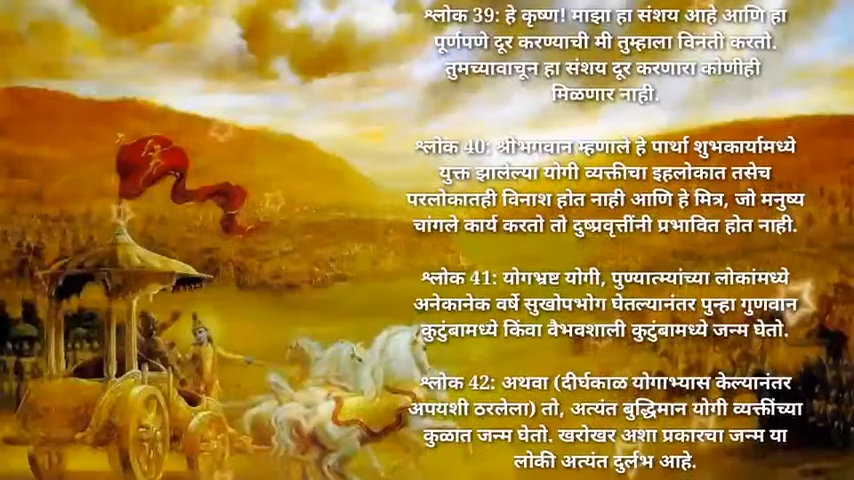 श्लोक 39: हे कृष्ण! माझा हा संशय आहे आणि हा
पूर्णपणे दूर करण्याची मी तुम्हाला विनंती करतो.
तुमच्यावाचून हा संशय दूर करणारा कोणीही
मिळणार नाही.
श्लोक 40: श्रीभगवान म्हणाले हे पार्था शुभकार्यामध्ये
युक्त झालेल्या योगी व्यक्तीचा इहलोकात तसेच
परलोकातही विनाश होत नाही आणि हे मित्र, जो मनुष्य
चांगले कार्य करतो तो दुष्प्रवृत्तींनी प्रभावित होत नाही.
श्लोक 41: योगभ्रष्ट योगी, पुण्यात्म्यांच्या लोकांमध्ये
अनेकानेक वर्षे सुखोपभोग घेतल्यानंतर पुन्हा गुणवान
कुटुंबामध्ये किंवा वैभवशाली कुटुंबामध्ये जन्म घेतो.
श्लोक 42: अथवा (दीर्घकाळ योगाभ्यास केल्यानंतर
अपयशी ठरलेला) तो, अत्यंत बुद्धिमान योगी व्यक्तींच्या
कुळात जन्म घेतो. खरोखर अशा प्रकारचा जन्म या
लोकी अत्यंत दुर्लभ आहे.